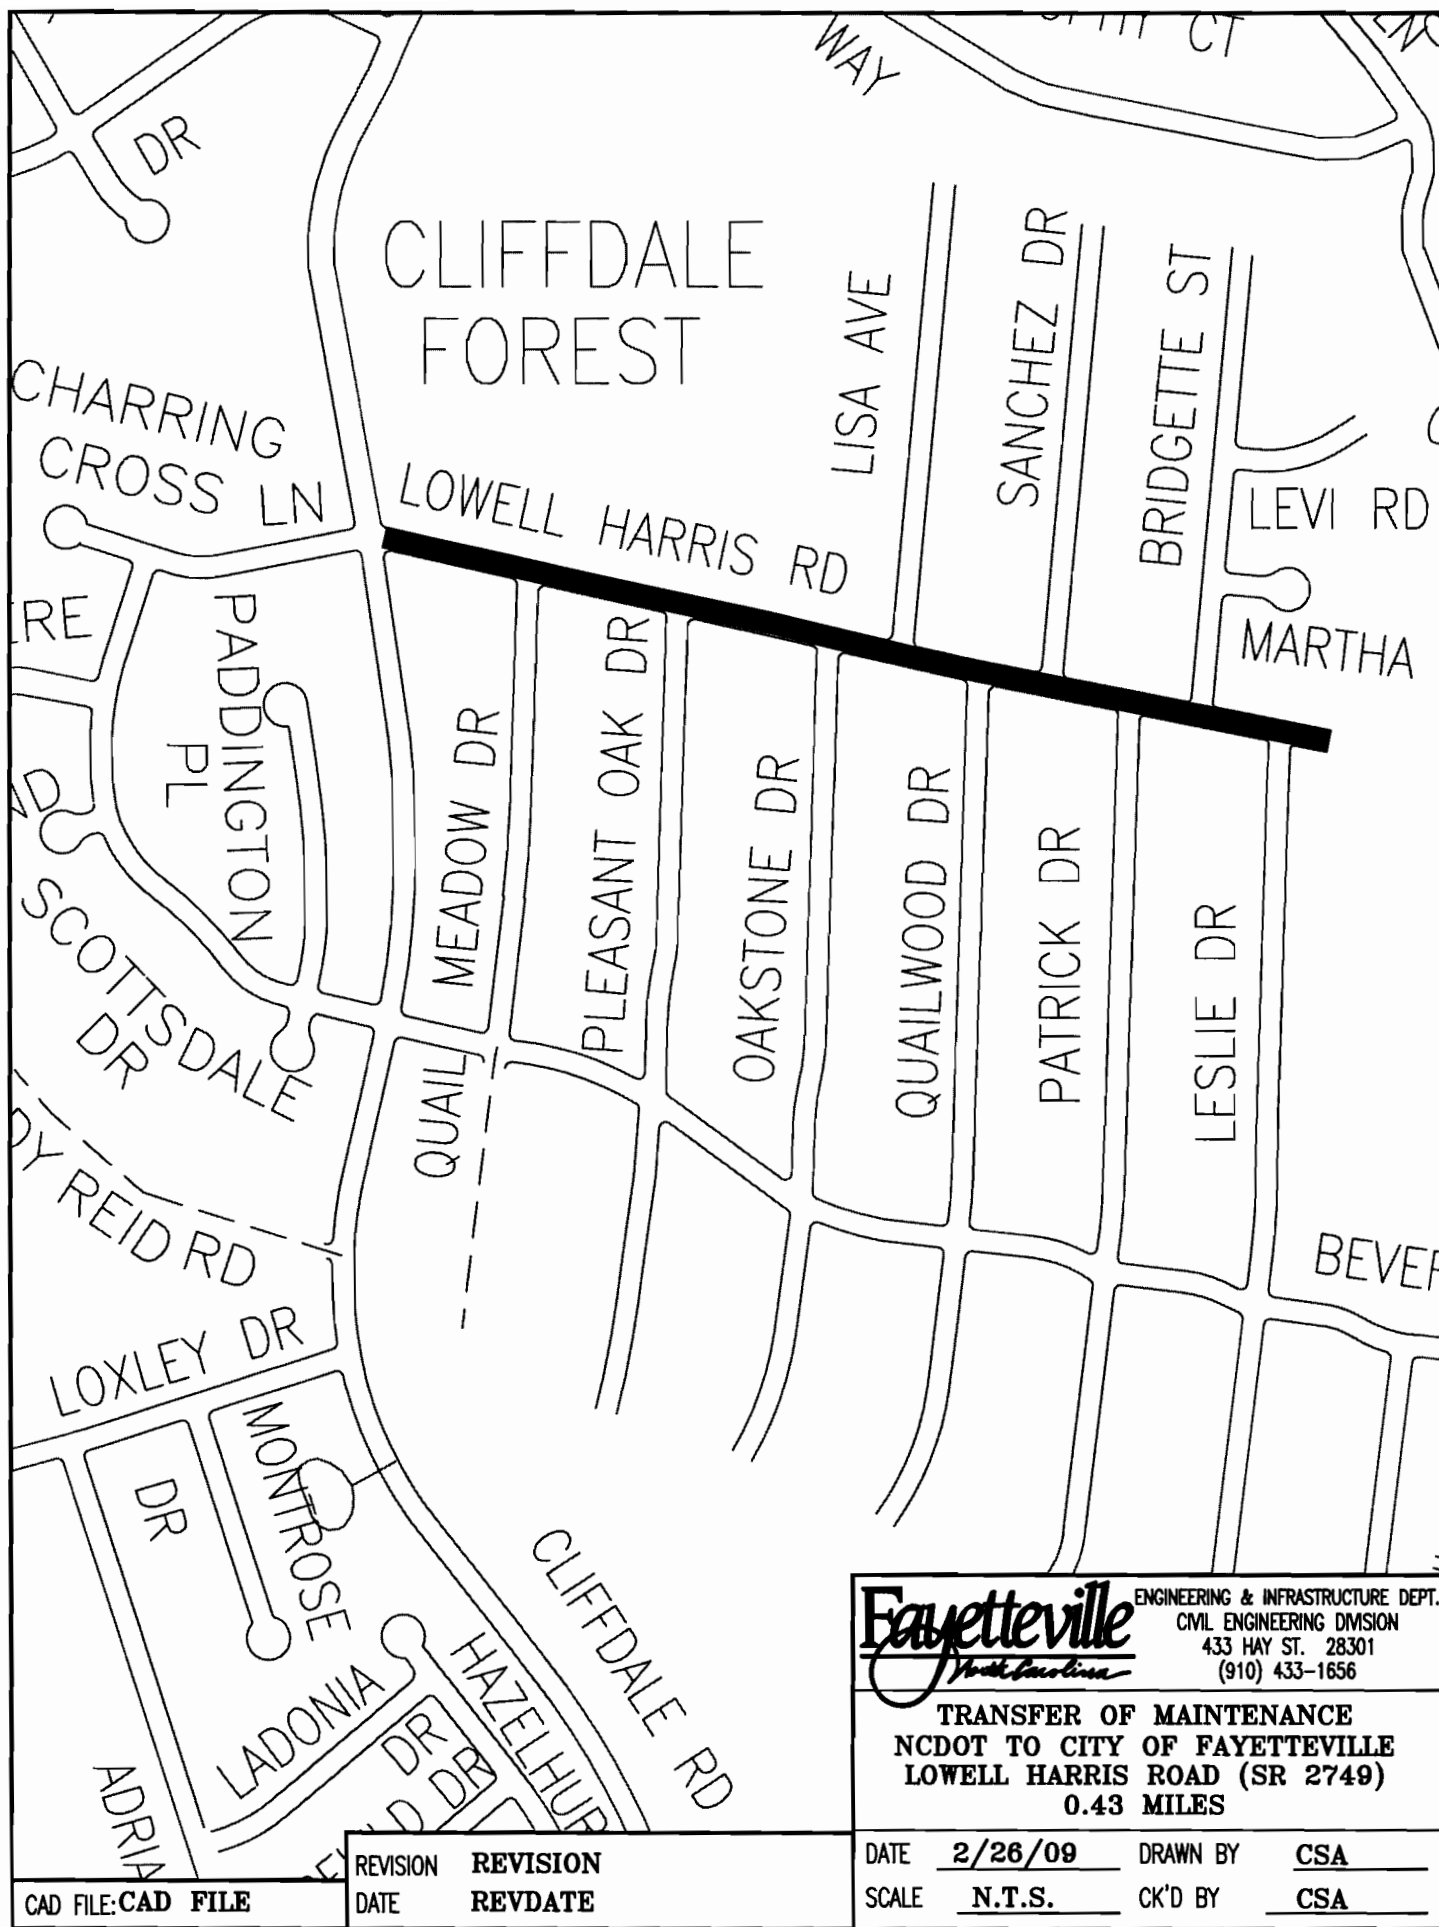 WAY
CT
DR
CLIFFDALE
FOREST
LISA AVE
SANCHEZ DR
BRIDGETTE ST
CHARRING
CROSS LN
LOWELL HARRIS RD
LEVI RD
MARTHA
PADDINGTON
PL
MEADOW DR
PLEASANT OAK DR
OAKSTONE DR
QUAILWOOD DR
PATRICK DR
LESLIE DR
SCOTTSDALE
DR
QUAIL
REID RD
LOXLEY DR
MONTROSE
DR
CLIFFDALE RD
LADONIA
DR
HAZELHUR
DR
ADRIA
Fayetteville
North Carolina
ENGINEERING & INFRASTRUCTURE DEPT.
CIVIL ENGINEERING DIVISION
433 HAY ST. 28301
(910) 433-1656
TRANSFER OF MAINTENANCE
NCDOT TO CITY OF FAYETTEVILLE
LOWELL HARRIS ROAD (SR 2749)
0.43 MILES
DATE 2/26/09 DRAWN BY CSA
SCALE N.T.S. CK'D BY CSA
REVISION REVISION
DATE REVDATE
CAD FILE: CAD FILE